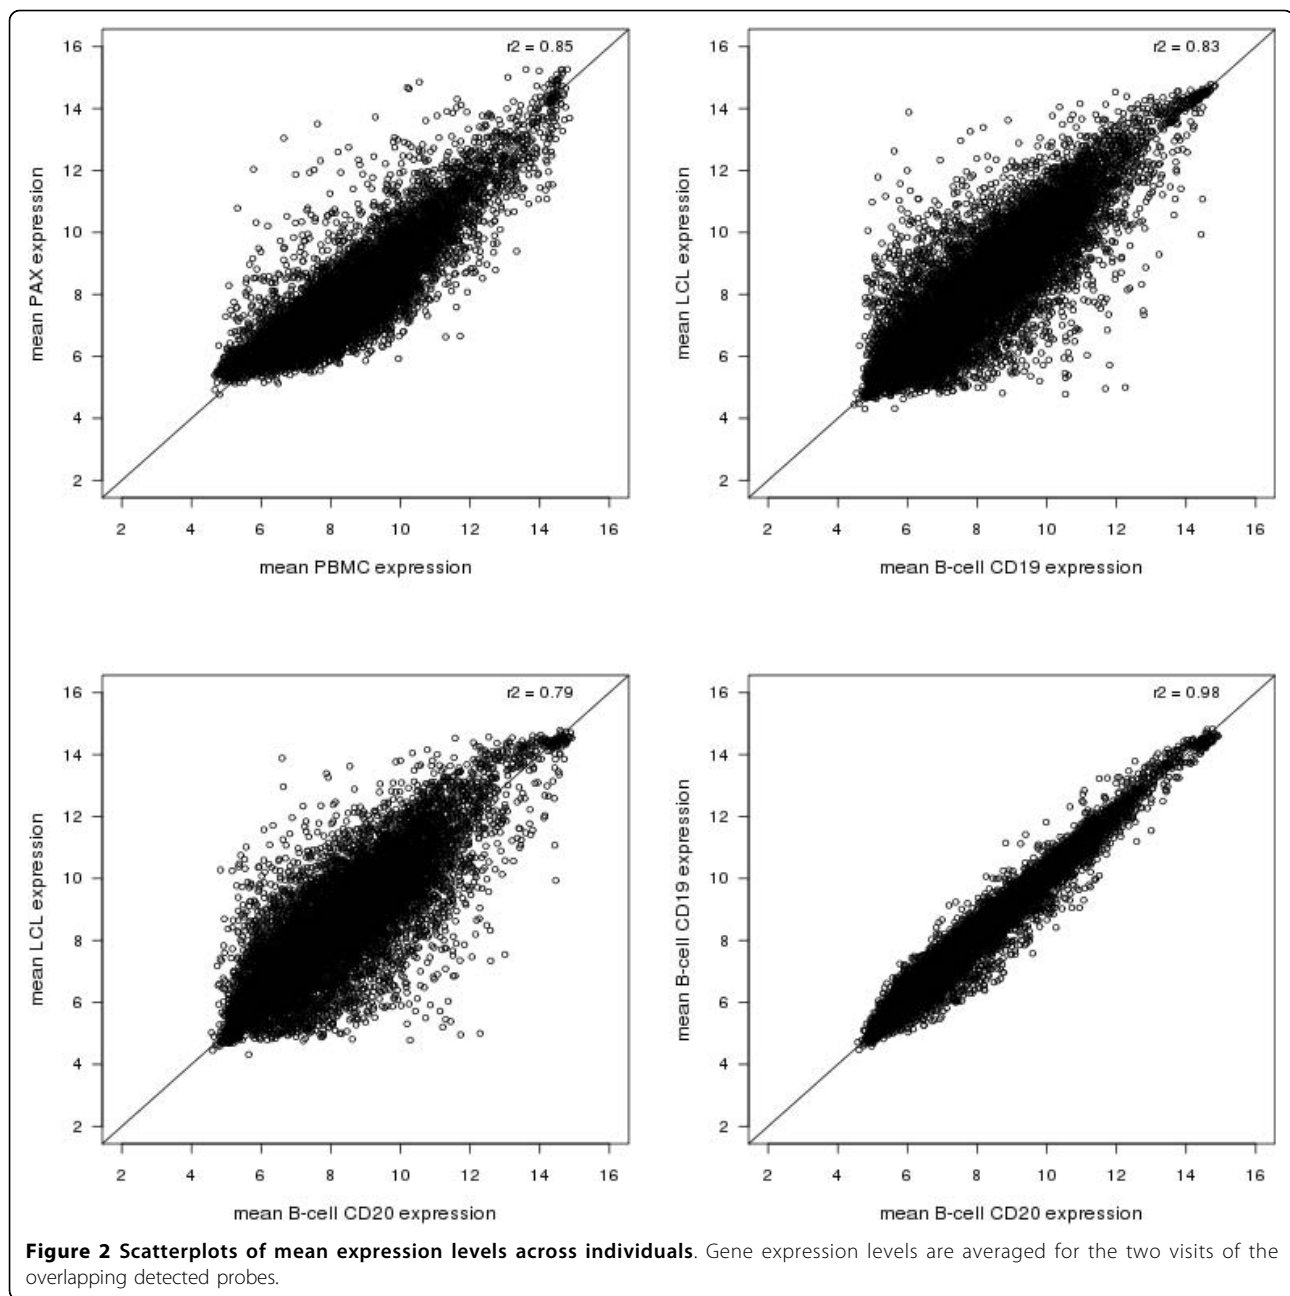 r2 = 0.85
16
14
12
10
8
6
4
2
mean PAX expression
2 4 6 8 10 12 14 16
mean PBMC expression
r2 = 0.83
16
14
12
10
8
6
4
2
mean LCL expression
2 4 6 8 10 12 14 16
mean B-cell CD19 expression
r2 = 0.79
16
14
12
10
8
6
4
2
mean LCL expression
2 4 6 8 10 12 14 16
mean B-cell CD20 expression
r2 = 0.98
16
14
12
10
8
6
4
2
mean B-cell CD19 expression
2 4 6 8 10 12 14 16
mean B-cell CD20 expression
Figure 2 Scatterplots of mean expression levels across individuals. Gene expression levels are averaged for the two visits of the
overlapping detected probes.